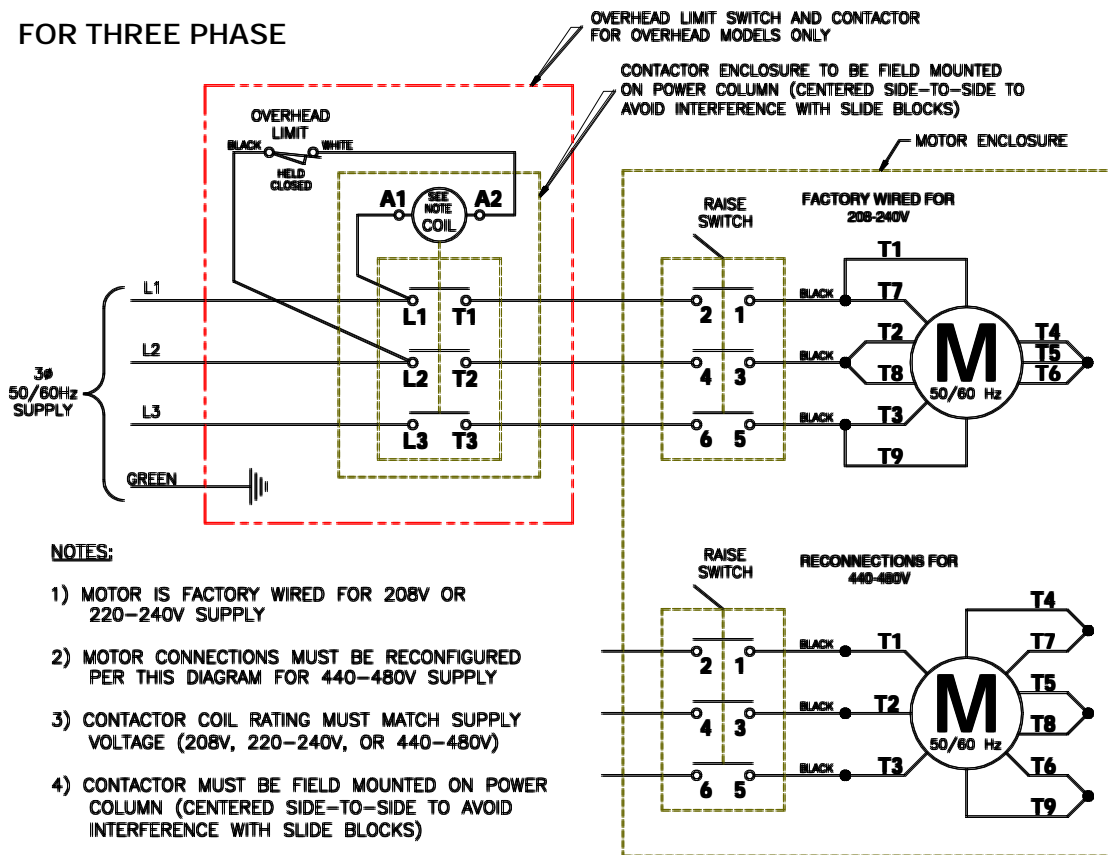 FOR THREE PHASE
OVERHEAD LIMIT SWITCH AND CONTACTOR
FOR OVERHEAD MODELS ONLY
CONTACTOR ENCLOSURE TO BE FIELD MOUNTED
ON POWER COLUMN (CENTERED SIDE-TO-SIDE TO
AVOID INTERFERENCE WITH SLIDE BLOCKS)
MOTOR ENCLOSURE
OVERHEAD
LIMIT
BLACK
WHITE
HELD
CLOSED
A1
SEE
NOTE
COIL
A2
RAISE
SWITCH
FACTORY WIRED FOR
208-240V
3ø
50/60Hz
SUPPLY
L1
L2
L3
GREEN
L1 T1
L2 T2
L3 T3
2 1
4 3
6 5
BLACK
BLACK
BLACK
T1
T7
T2
T8
T3
T9
M
50/60 Hz
T4
T5
T6
NOTES:
1) MOTOR IS FACTORY WIRED FOR 208V OR
220-240V SUPPLY
2) MOTOR CONNECTIONS MUST BE RECONFIGURED
PER THIS DIAGRAM FOR 440-480V SUPPLY
3) CONTACTOR COIL RATING MUST MATCH SUPPLY
VOLTAGE (208V, 220-240V, OR 440-480V)
4) CONTACTOR MUST BE FIELD MOUNTED ON POWER
COLUMN (CENTERED SIDE-TO-SIDE TO AVOID
INTERFERENCE WITH SLIDE BLOCKS)
RAISE
SWITCH
RECONNECTIONS FOR
440-480V
2 1
4 3
6 5
BLACK
BLACK
BLACK
T1
T2
T3
M
50/60 Hz
T4
T7
T5
T8
T6
T9